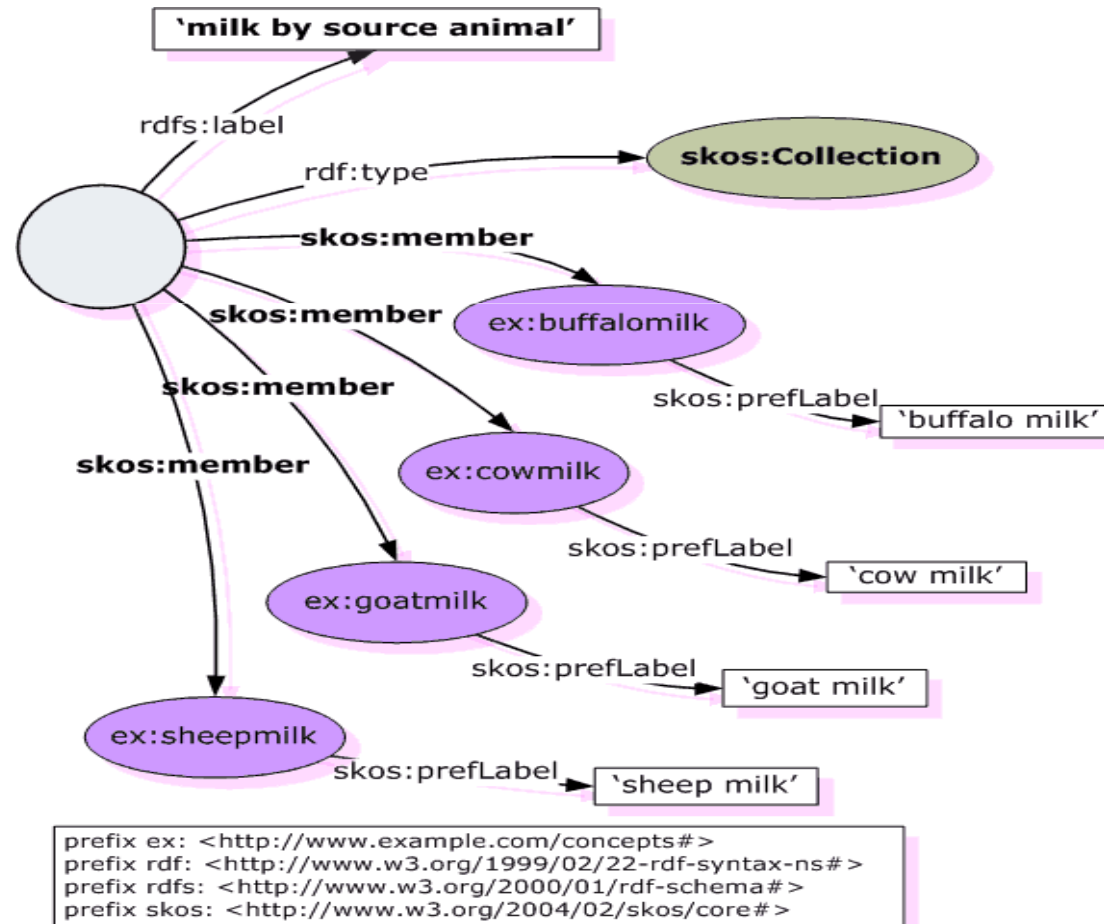 ‘milk by source animal’
rdfs:label
skos:Collection
rdf:type
skos:member
skos:member
ex:buffalomilk
skos:member
skos:prefLabel
‘buffalo milk’
skos:member
ex:cowmilk
skos:prefLabel
‘cow milk’
ex:goatmilk
skos:prefLabel
‘goat milk’
ex:sheepmilk
skos:prefLabel
‘sheep milk’
prefix ex: <http://www.example.com/concepts#>
prefix rdf: <http://www.w3.org/1999/02/22-rdf-syntax-ns#>
prefix rdfs: <http://www.w3.org/2000/01/rdf-schema#>
prefix skos: <http://www.w3.org/2004/02/skos/core#>